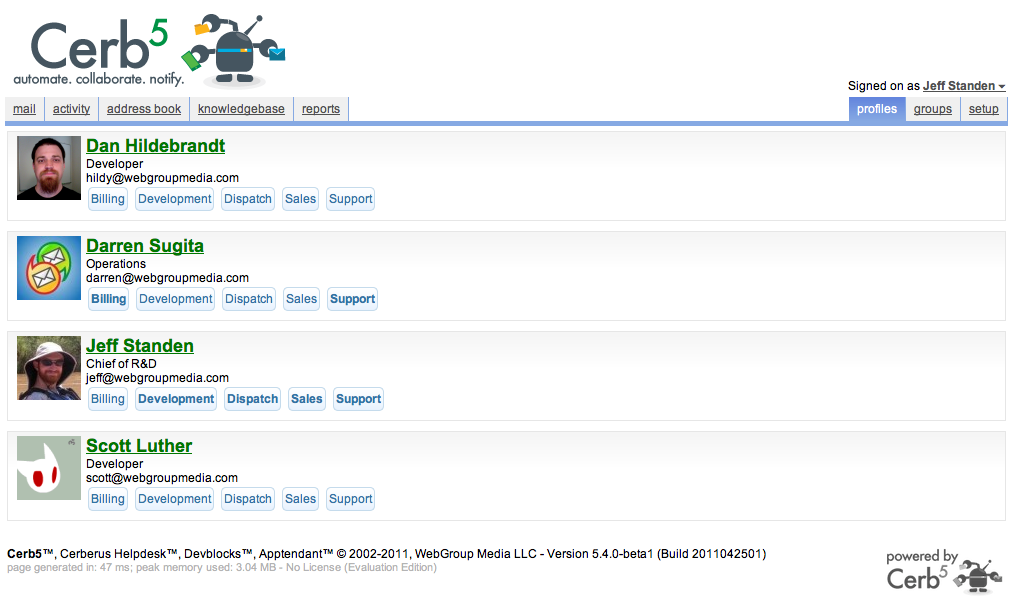 Cerb5
automate. collaborate. notify.
Signed on as Jeff Standen
mail activity address book knowledgebase reports profiles groups setup
Dan Hildebrandt
Developer
hildy@webgroupmedia.com
Billing Development Dispatch Sales Support
Darren Sugita
Operations
darren@webgroupmedia.com
Billing Development Dispatch Sales Support
Jeff Standen
Chief of R&D
jeff@webgroupmedia.com
Billing Development Dispatch Sales Support
Scott Luther
Developer
scott@webgroupmedia.com
Billing Development Dispatch Sales Support
Cerb5™, Cerberus Helpdesk™, Devblocks™, Apptendant™ © 2002-2011, WebGroup Media LLC - Version 5.4.0-beta1 (Build 2011042501)
page generated in: 47 ms; peak memory used: 3.04 MB - No License (Evaluation Edition)
powered by
Cerb5